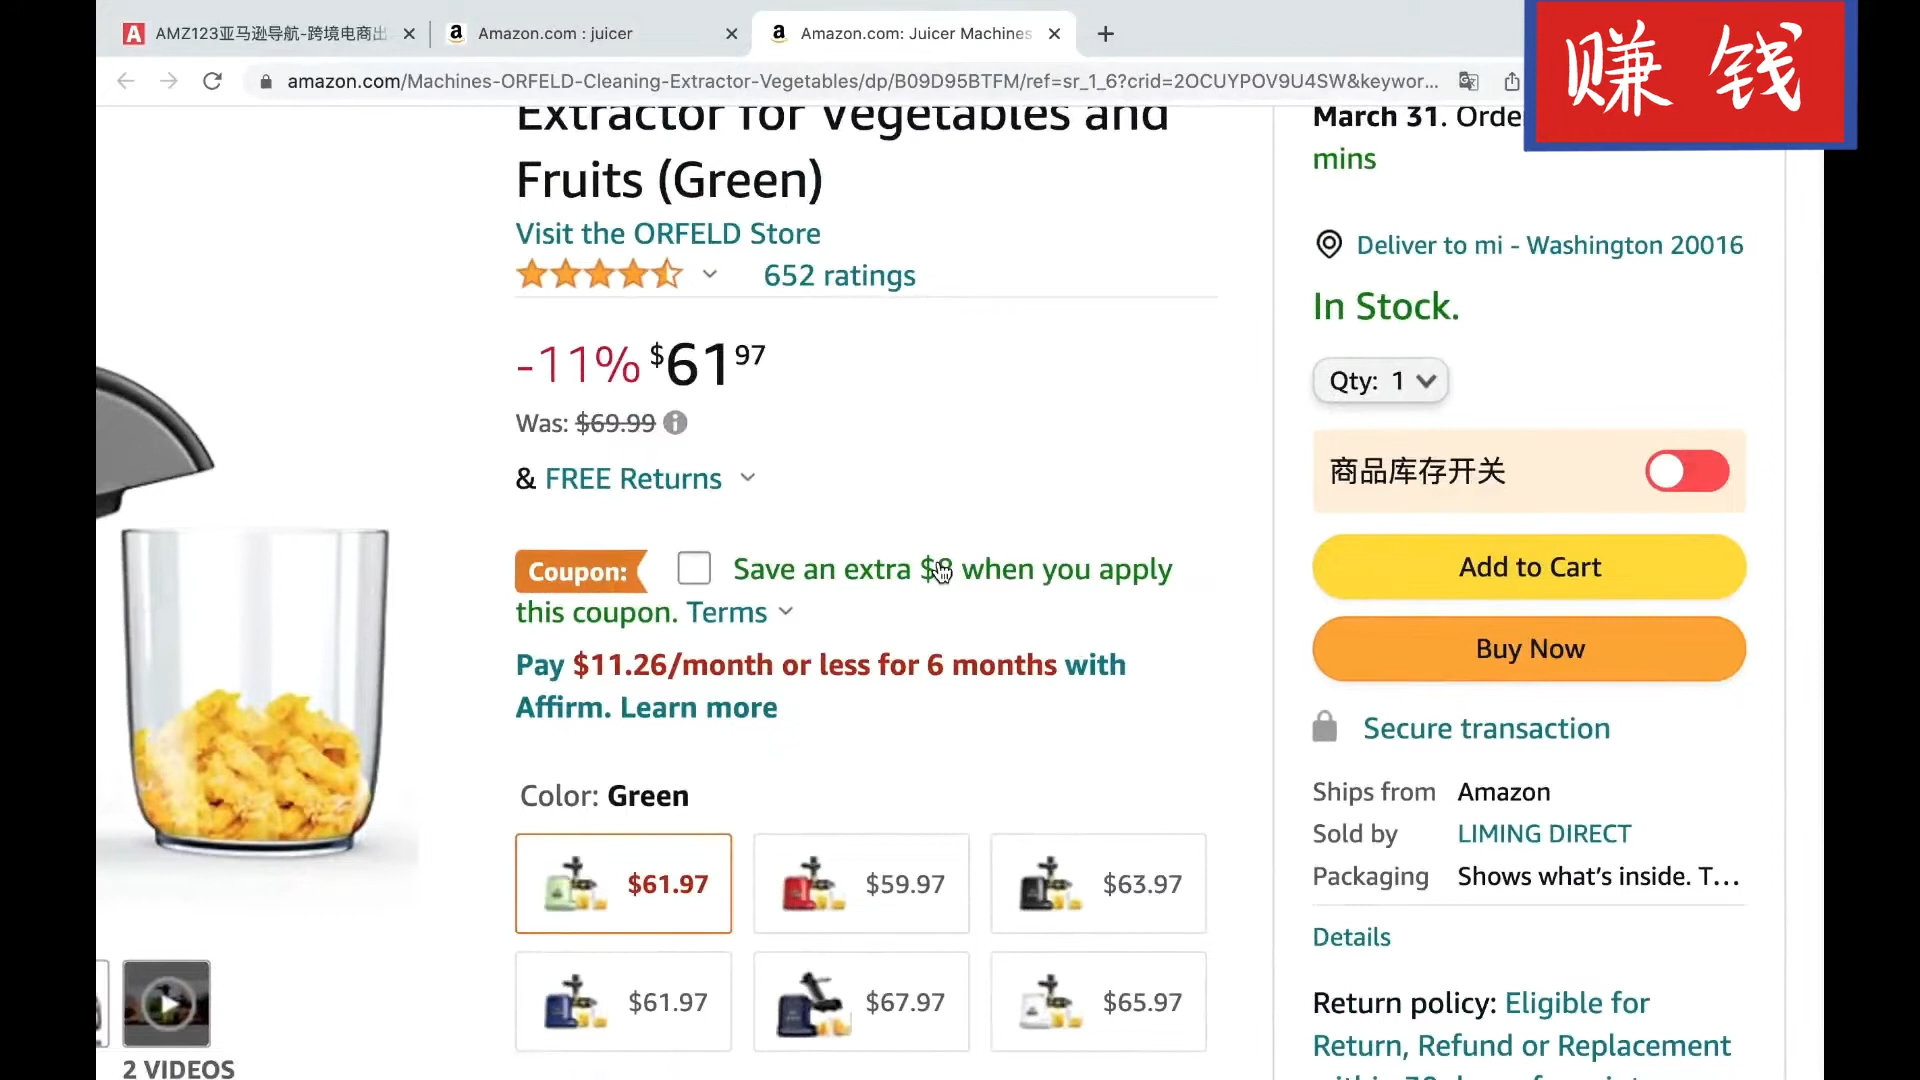 AMZ123亚马逊导航-跨境电商出
Amazon.com : juicer
Amazon.com: Juicer Machines
amazon.com/Machines-ORFELD-Cleaning-Extractor-Vegetables/dp/B09D95BTFM/ref=sr_1_6?crid=2OCUYPOV9U4SW&keywor...
赚钱
Extractor for Vegetables and
Fruits (Green)
Visit the ORFELD Store
652 ratings
-11% $61 97
Was: $69.99
& FREE Returns
Coupon: Save an extra $8 when you apply
this coupon. Terms
Pay $11.26/month or less for 6 months with
Affirm. Learn more
Color: Green
$61.97 $59.97 $63.97
$61.97 $67.97 $65.97
2 VIDEOS
March 31. Orde
mins
Deliver to mi - Washington 20016
In Stock.
Qty: 1
商品库存开关
Add to Cart
Buy Now
Secure transaction
Ships from Amazon
Sold by LIMING DIRECT
Packaging Shows what's inside. T...
Details
Return policy: Eligible for
Return, Refund or Replacement